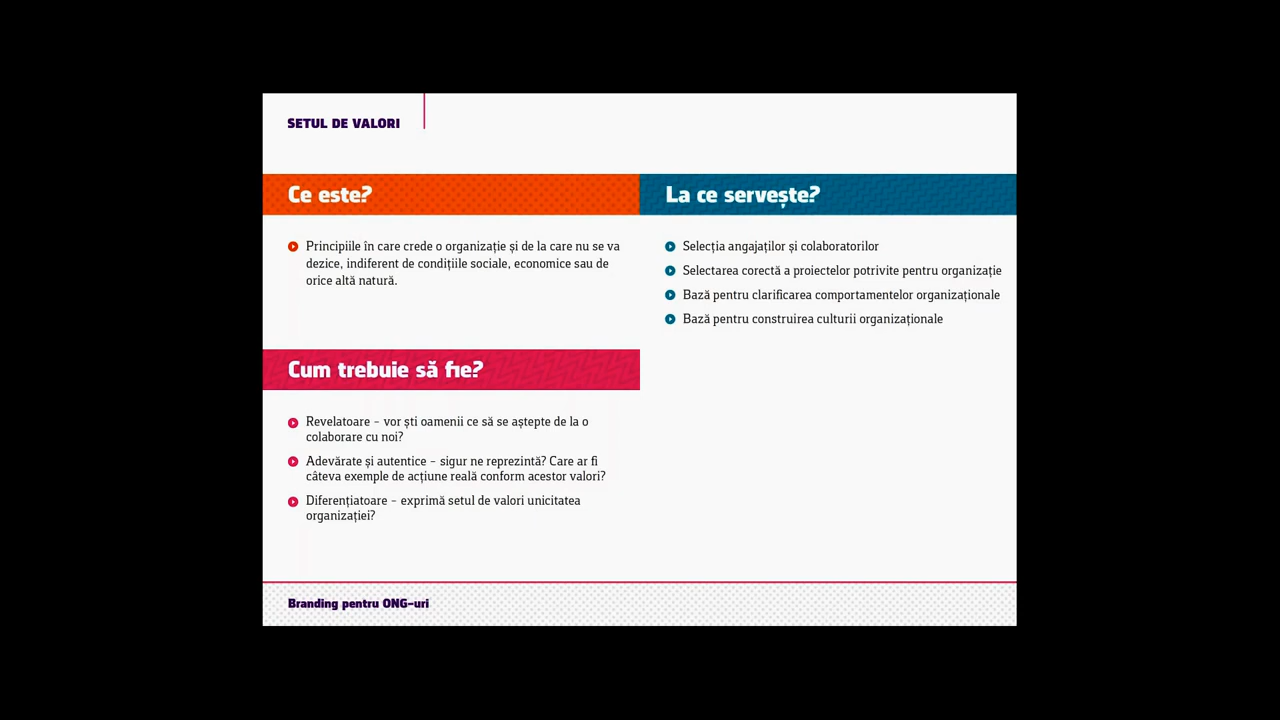 SETUL DE VALORI
Ce este?
Principiile în care crede o organizație și de la care nu se va
dezice, indiferent de condițiile sociale, economice sau de
orice altă natură.
La ce servește?
Selecția angajaților și colaboratorilor
Selectarea corectă a proiectelor potrivite pentru organizație
Bază pentru clarificarea comportamentelor organizaționale
Bază pentru construirea culturii organizaționale
Cum trebuie să fie?
Revelatoare – vor ști oamenii ce să se aștepte de la o
colaborare cu noi?
Adevărate și autentice – sigur ne reprezintă? Care ar fi
câteva exemple de acțiune reală conform acestor valori?
Diferențiatoare – exprimă setul de valori unicitatea
organizației?
Branding pentru ONG-uri